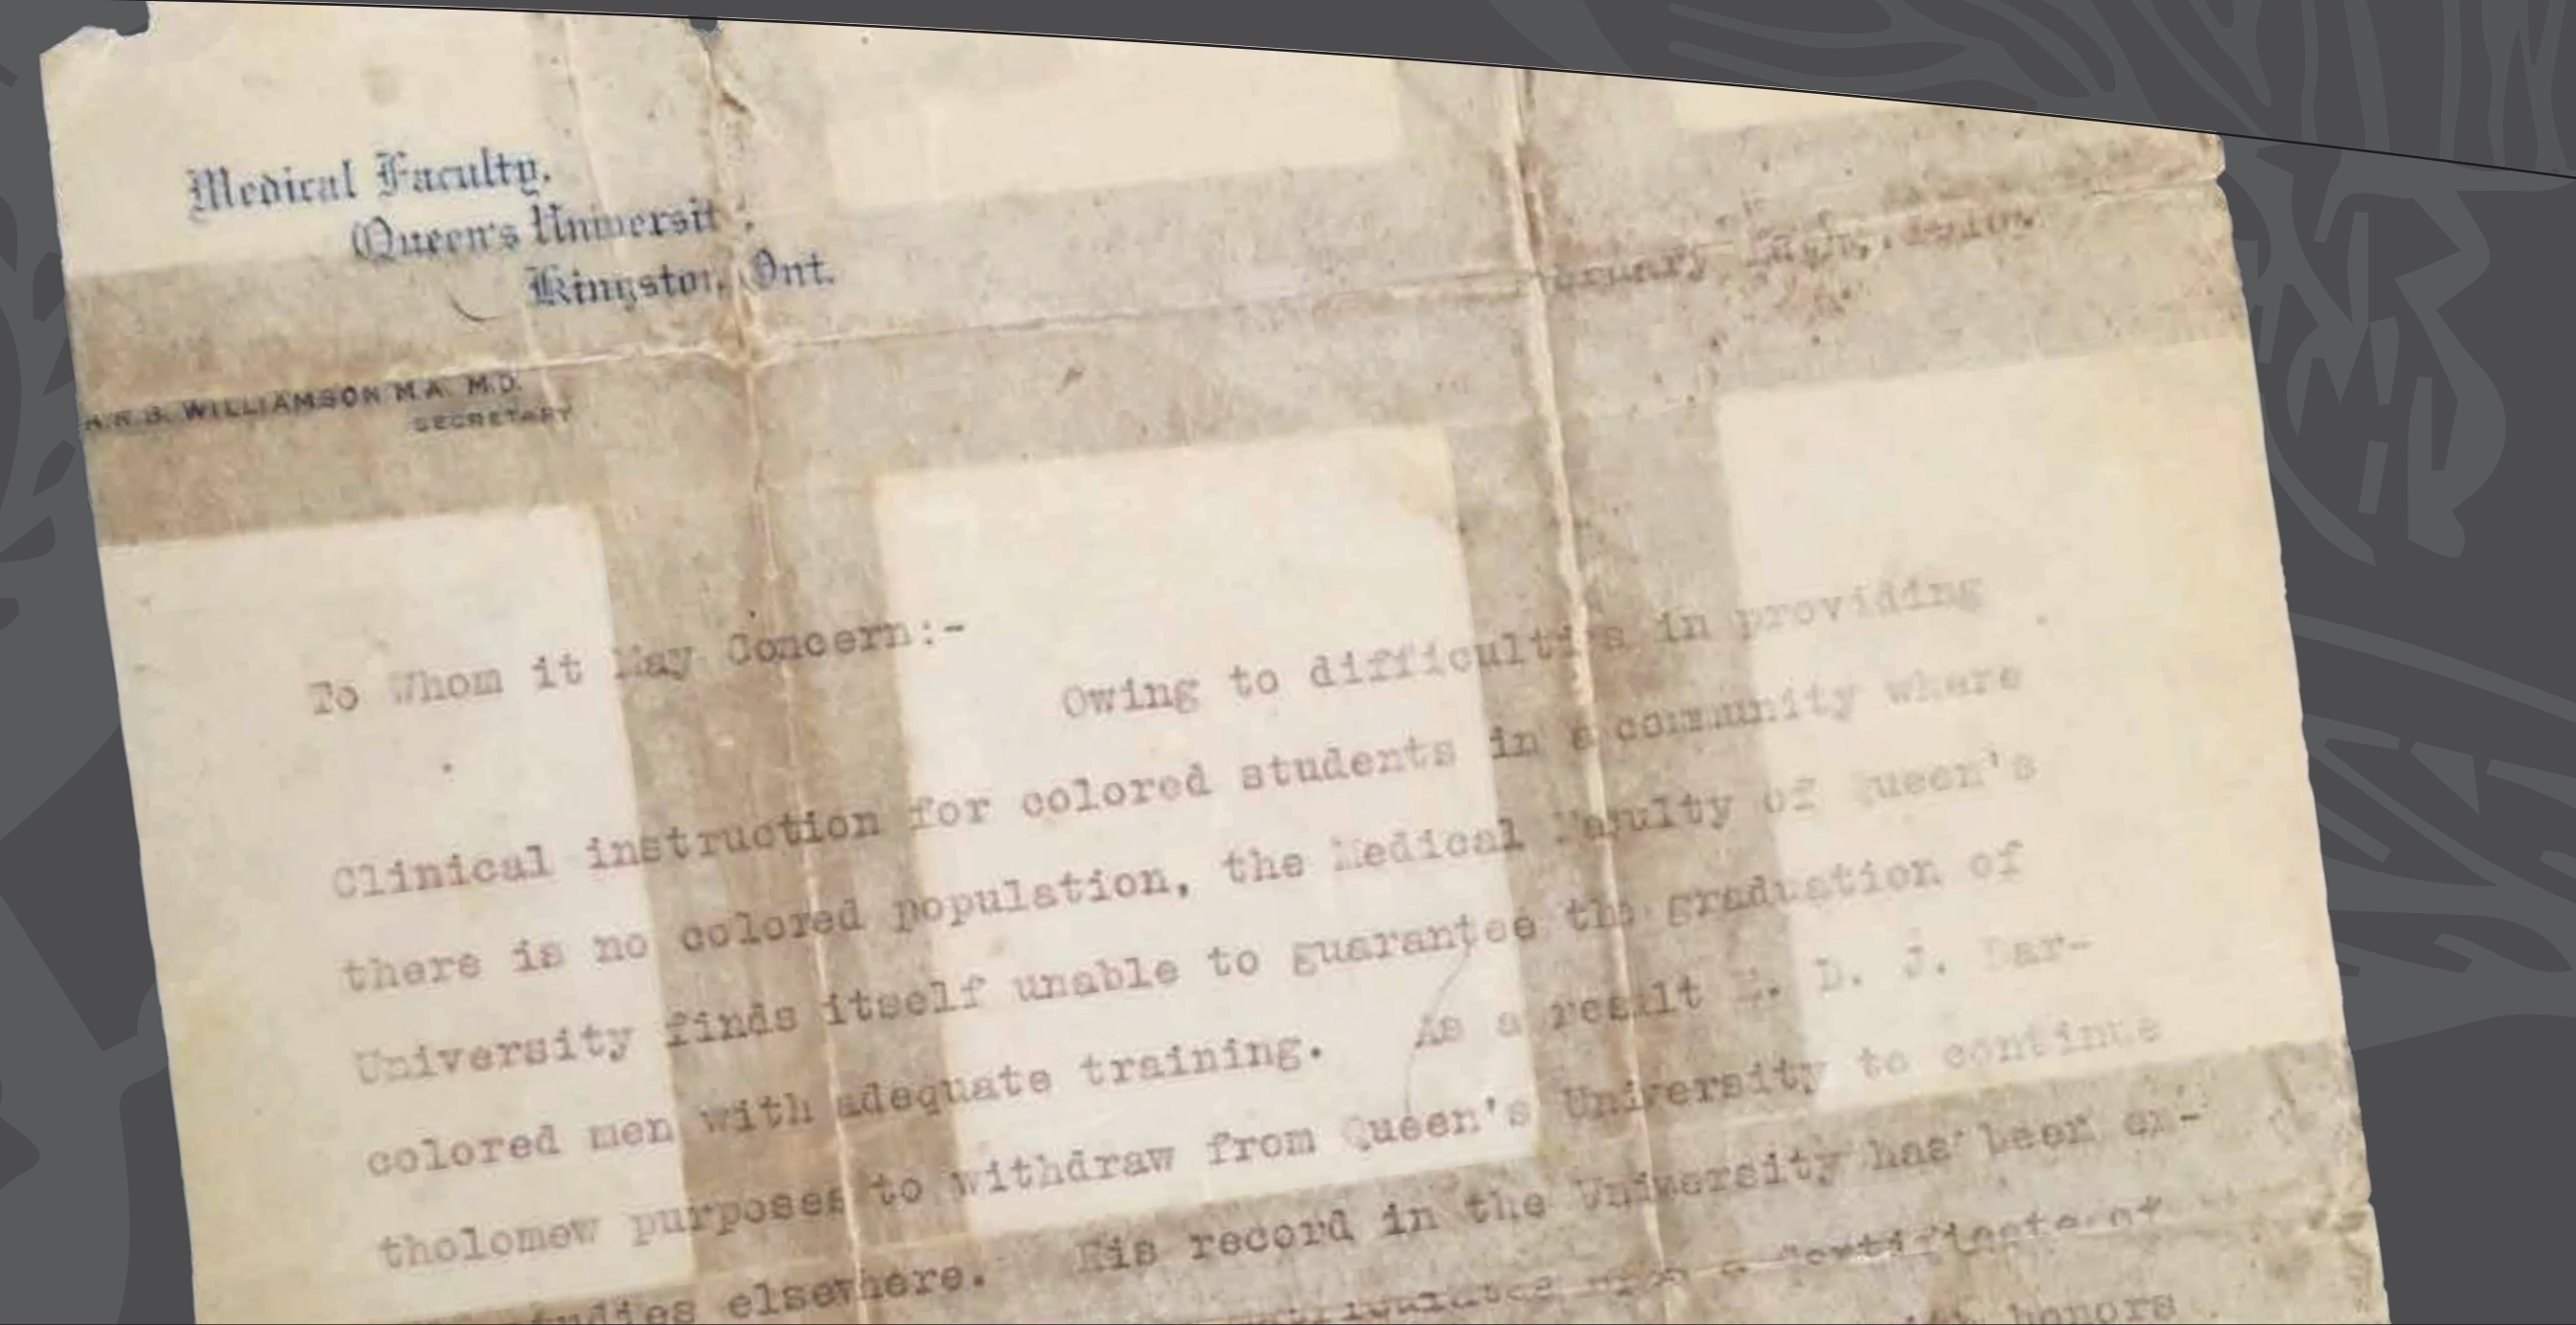 Medical Faculty,
Queen's Universit
Kingston, Ont.
WILLIAMSON M.A. M.D.
SECRETARY
To Whom it May Concern:-
Owing to difficulties in providing
Clinical instruction for colored students in a community where
there is no colored population, the Medical Faculty of Queen's
University finds itself unable to guarantee the graduation of
colored men with adequate training. As a result D. J. Bar-
tholomew purposes to withdraw from Queen's University to continue
studies elsewhere. His record in the University has been
honors